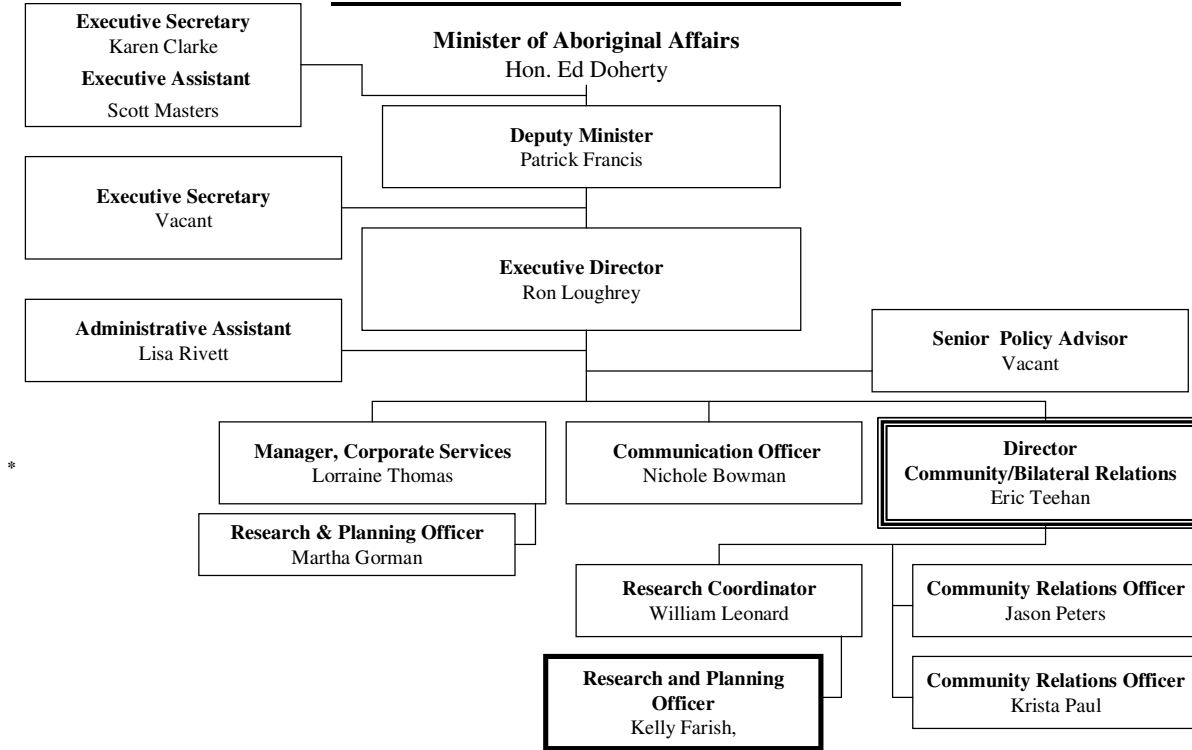 Executive Secretary
Karen Clarke
Executive Assistant
Scott Masters
Minister of Aboriginal Affairs
Hon. Ed Doherty
Deputy Minister
Patrick Francis
Executive Secretary
Vacant
Executive Director
Ron Loughrey
Administrative Assistant
Lisa Rivett
Senior Policy Advisor
Vacant
*
Manager, Corporate Services
Lorraine Thomas
Communication Officer
Nichole Bowman
Director
Community/Bilateral Relations
Eric Teehan
Research & Planning Officer
Martha Gorman
Research Coordinator
William Leonard
Community Relations Officer
Jason Peters
Research and Planning
Officer
Kelly Farish,
Community Relations Officer
Krista Paul